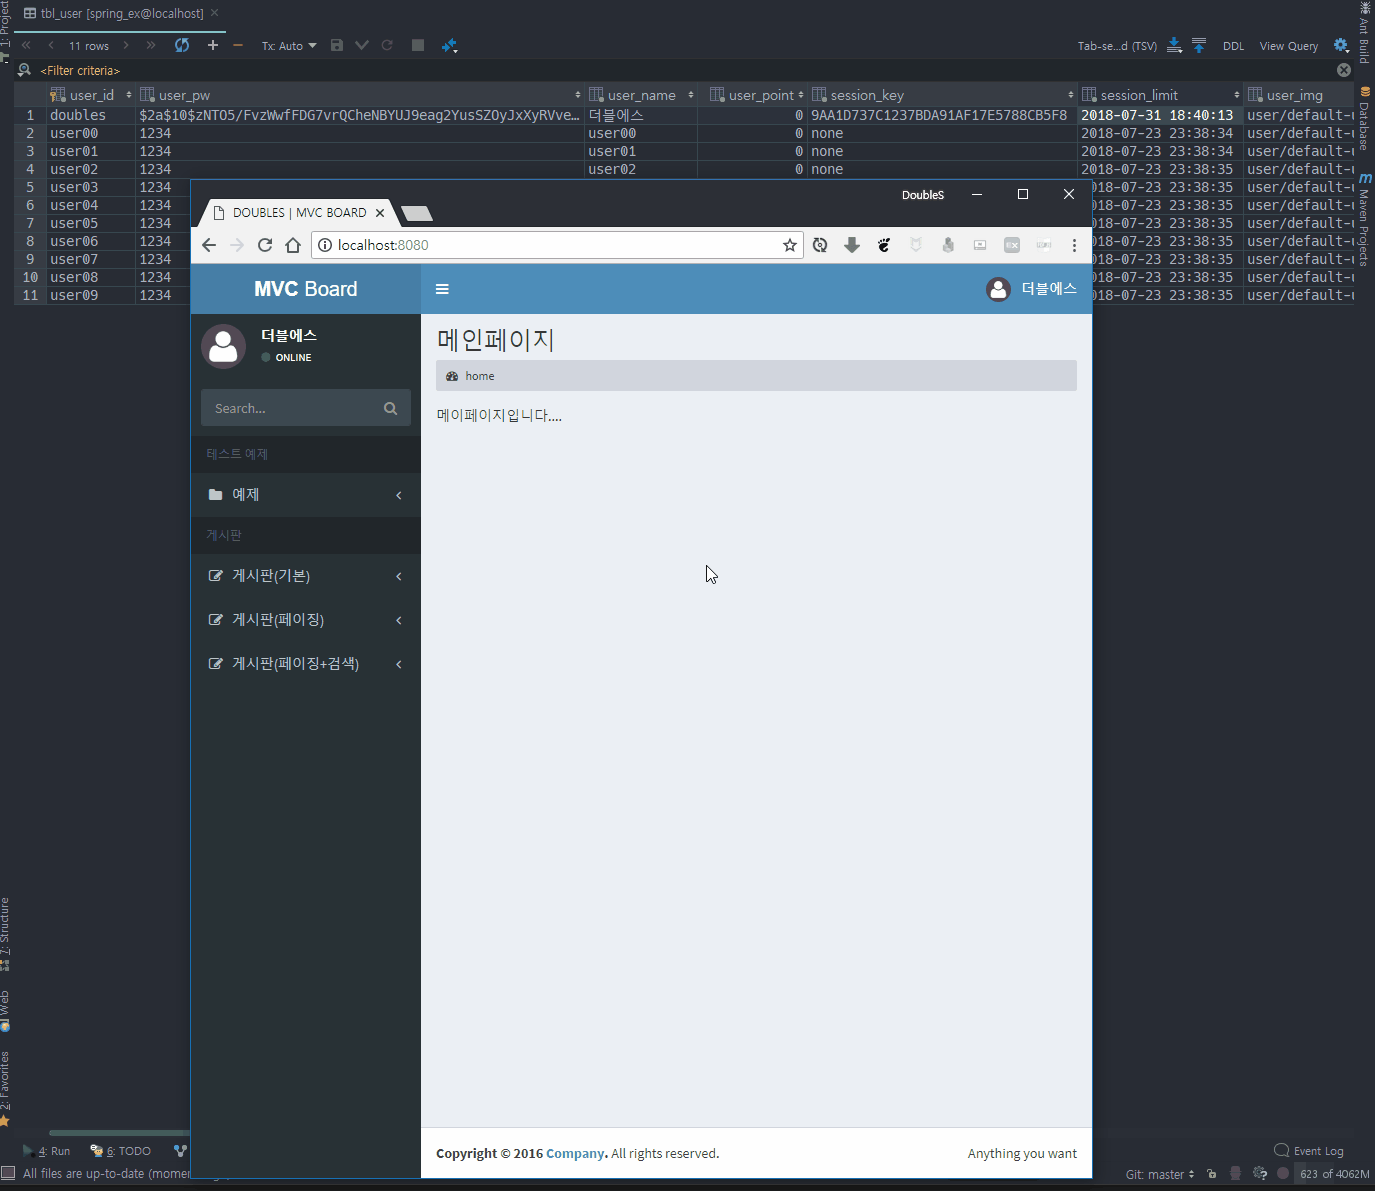 1: Project
tbl_user [spring_ex@localhost]
11 rows
Tx: Auto
Tab-se...d (TSV)
DDL
View Query
Ant Build
<Filter criteria>
user_id user_pw user_name user_point session_key session_limit user_img
1 doubles $2a$10$zNTO5/FvzWwfFDG7vrQCheNBYUJ9eag2YusSZOyJxXyRVve… 더블에스 0 9AA1D737C1237BDA91AF17E5788CB5F8 2018-07-31 18:40:13 user/default-u
2 user00 1234 user00 0 none 2018-07-23 23:38:34 user/default-u
3 user01 1234 user01 0 none 2018-07-23 23:38:34 user/default-u
4 user02 1234 user02 0 none 2018-07-23 23:38:35 user/default-u
5 user03 1234 018-07-23 23:38:35 user/default-u
6 user04 1234 018-07-23 23:38:35 user/default-u
7 user05 1234 018-07-23 23:38:35 user/default-u
8 user06 1234 018-07-23 23:38:35 user/default-u
9 user07 1234 018-07-23 23:38:35 user/default-u
10 user08 1234 018-07-23 23:38:35 user/default-u
11 user09 1234 018-07-23 23:38:35 user/default-u
Database
Maven Projects
DoubleS
DOUBLES | MVC BOARD
localhost:8080
MVC Board
더블에스
더블에스
ONLINE
Search...
테스트 예제
예제
게시판
게시판(기본)
게시판(페이징)
게시판(페이징+검색)
메인페이지
home
메이페이지입니다....
Copyright © 2016 Company. All rights reserved.
Anything you want
7: Structure
Web
2: Favorites
4: Run
6: TODO
Event Log
All files are up-to-date (momen
Git: master
623 of 4062M